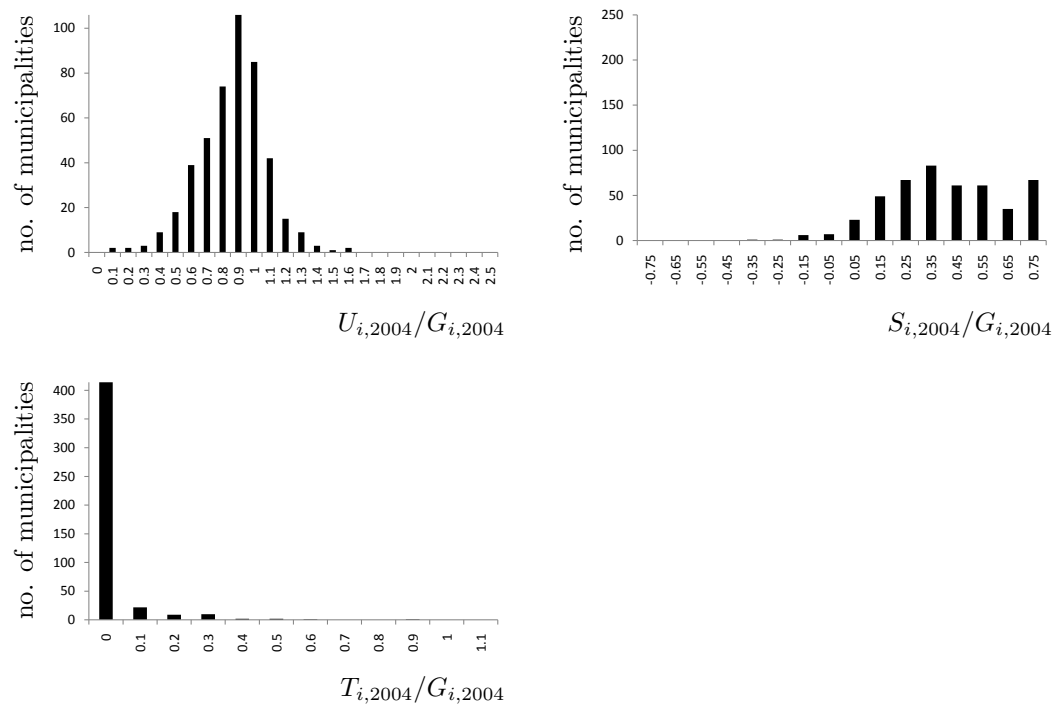 no. of municipalities
100
80
60
40
20
0
0 0.1 0.2 0.3 0.4 0.5 0.6 0.7 0.8 0.9 1 1.1 1.2 1.3 1.4 1.5 1.6 1.7 1.8 1.9 2 2.1 2.2 2.3 2.4 2.5
U_{i,2004}/G_{i,2004}
no. of municipalities
250
200
150
100
50
0
-0.75 -0.65 -0.55 -0.45 -0.35 -0.25 -0.15 -0.05 0.05 0.15 0.25 0.35 0.45 0.55 0.65 0.75
S_{i,2004}/G_{i,2004}
no. of municipalities
400
350
300
250
200
150
100
50
0
0 0.1 0.2 0.3 0.4 0.5 0.6 0.7 0.8 0.9 1 1.1
T_{i,2004}/G_{i,2004}